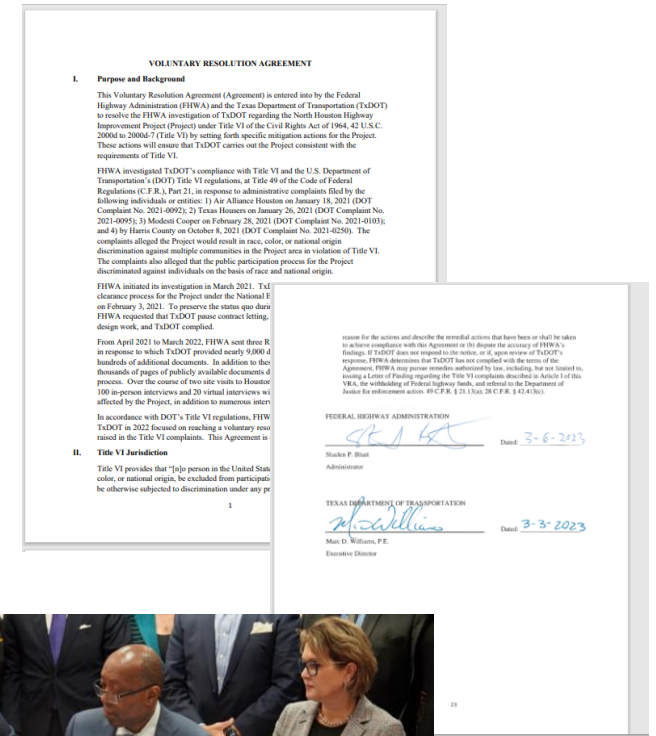 VOLUNTARY RESOLUTION AGREEMENT
I. Purpose and Background
This Voluntary Resolution Agreement (Agreement) is entered into by the Federal
Highway Administration (FHWA) and the Texas Department of Transportation (TxDOT)
to resolve the FHWA investigation of TxDOT regarding the North Houston Highway
Improvement Project (Project) under Title VI of the Civil Rights Act of 1964, 42 U.S.C.
2000d to 2000d-7 (Title VI) by setting forth specific mitigation actions for the Project.
These actions will ensure that TxDOT carries out the Project consistent with the
requirements of Title VI.
FHWA investigated TxDOT's compliance with Title VI and the U.S. Department of
Transportation's (DOT) Title VI regulations, at Title 49 of the Code of Federal
Regulations (C.F.R.), Part 21, in response to administrative complaints filed by the
following individuals or entities: 1) Air Alliance Houston on January 18, 2021 (DOT
Complaint No. 2021-0092); 2) Texas Housers on January 26, 2021 (DOT Complaint No.
2021-0095); 3) Modesti Cooper on February 28, 2021 (DOT Complaint No. 2021-0103);
and 4) by Harris County on October 8, 2021 (DOT Complaint No. 2021-0250). The
complaints alleged the Project would result in race, color, or national origin
discrimination against multiple communities in the Project area in violation of Title VI.
The complaints also alleged that the public participation process for the Project
discriminated against individuals on the basis of race and national origin.
FHWA initiated its investigation in March 2021.
clearance process for the Project under the National
on February 3, 2021. To preserve the status quo
FHWA requested that TxDOT pause contract letting,
design work, and TxDOT complied.
From April 2021 to March 2022, FHWA sent three
in response to which TxDOT provided nearly 9,000
hundreds of additional documents. In addition to
thousands of pages of publicly available documents
process. Over the course of two site visits to Houston
100 in-person interviews and 20 virtual interviews
affected by the Project, in addition to numerous
In accordance with DOT's Title VI regulations,
TxDOT in 2022 focused on reaching a voluntary
raised in the Title VI complaints. This Agreement is
II. Title VI Jurisdiction
Title VI provides that "[n]o person in the United
color, or national origin, be excluded from
be otherwise subjected to discrimination under any
1
reason for the actions and describe the remedial actions that have been or shall be taken
to achieve compliance with this Agreement or (b) dispute the accuracy of FHWA's
findings. If TxDOT does not respond to the notice, or if, upon review of TxDOT's
response, FHWA determines that TxDOT has not complied with the terms of the
Agreement, FHWA may pursue remedies authorized by law, including, but not limited to,
issuing a Letter of Finding regarding the Title VI complaints described in Article I of this
VRA, the withholding of Federal highway funds, and referral to the Department of
Justice for enforcement action. 49 C.F.R. § 21.13(a); 28 C.F.R. § 42.413(c).
FEDERAL HIGHWAY ADMINISTRATION
Dated: 3-6-2023
Shailen P. Bhatt
Administrator
TEXAS DEPARTMENT OF TRANSPORTATION
Dated: 3-3-2023
Marc D. Williams, P.E.
Executive Director
23